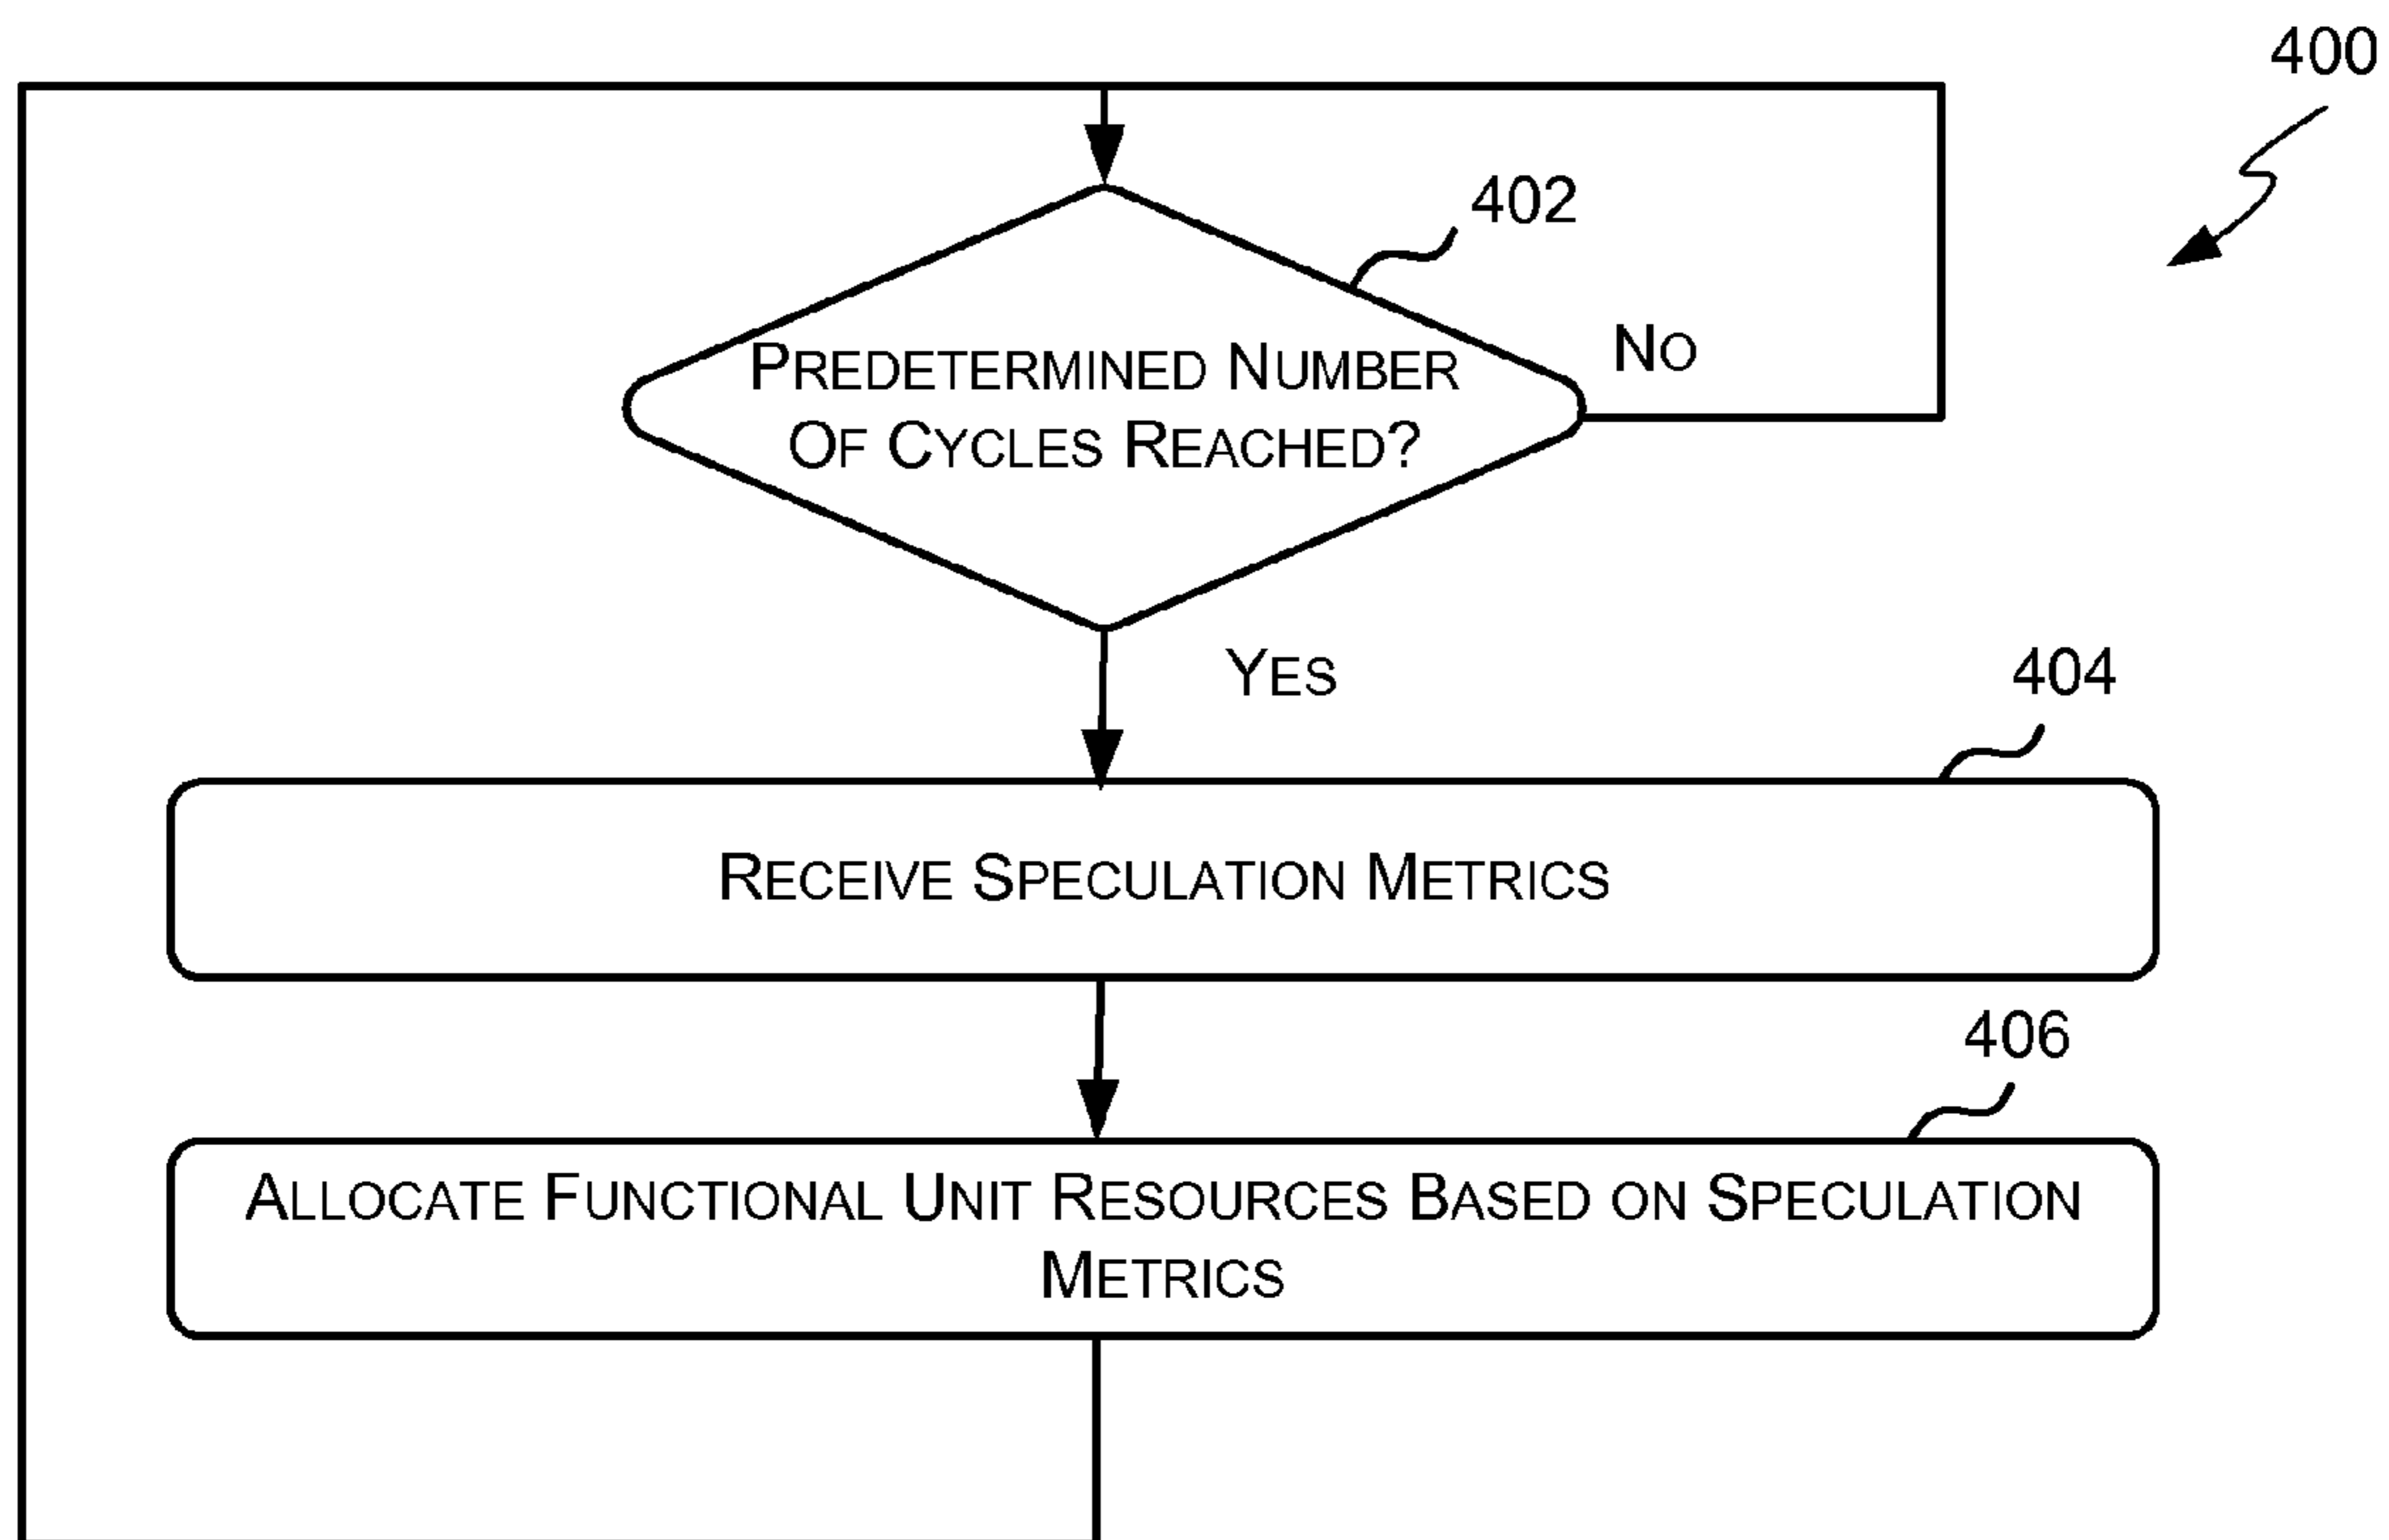 400
402
PREDETERMINED NUMBER
OF CYCLES REACHED?
NO
YES
404
RECEIVE SPECULATION METRICS
406
ALLOCATE FUNCTIONAL UNIT RESOURCES BASED ON SPECULATION
METRICS